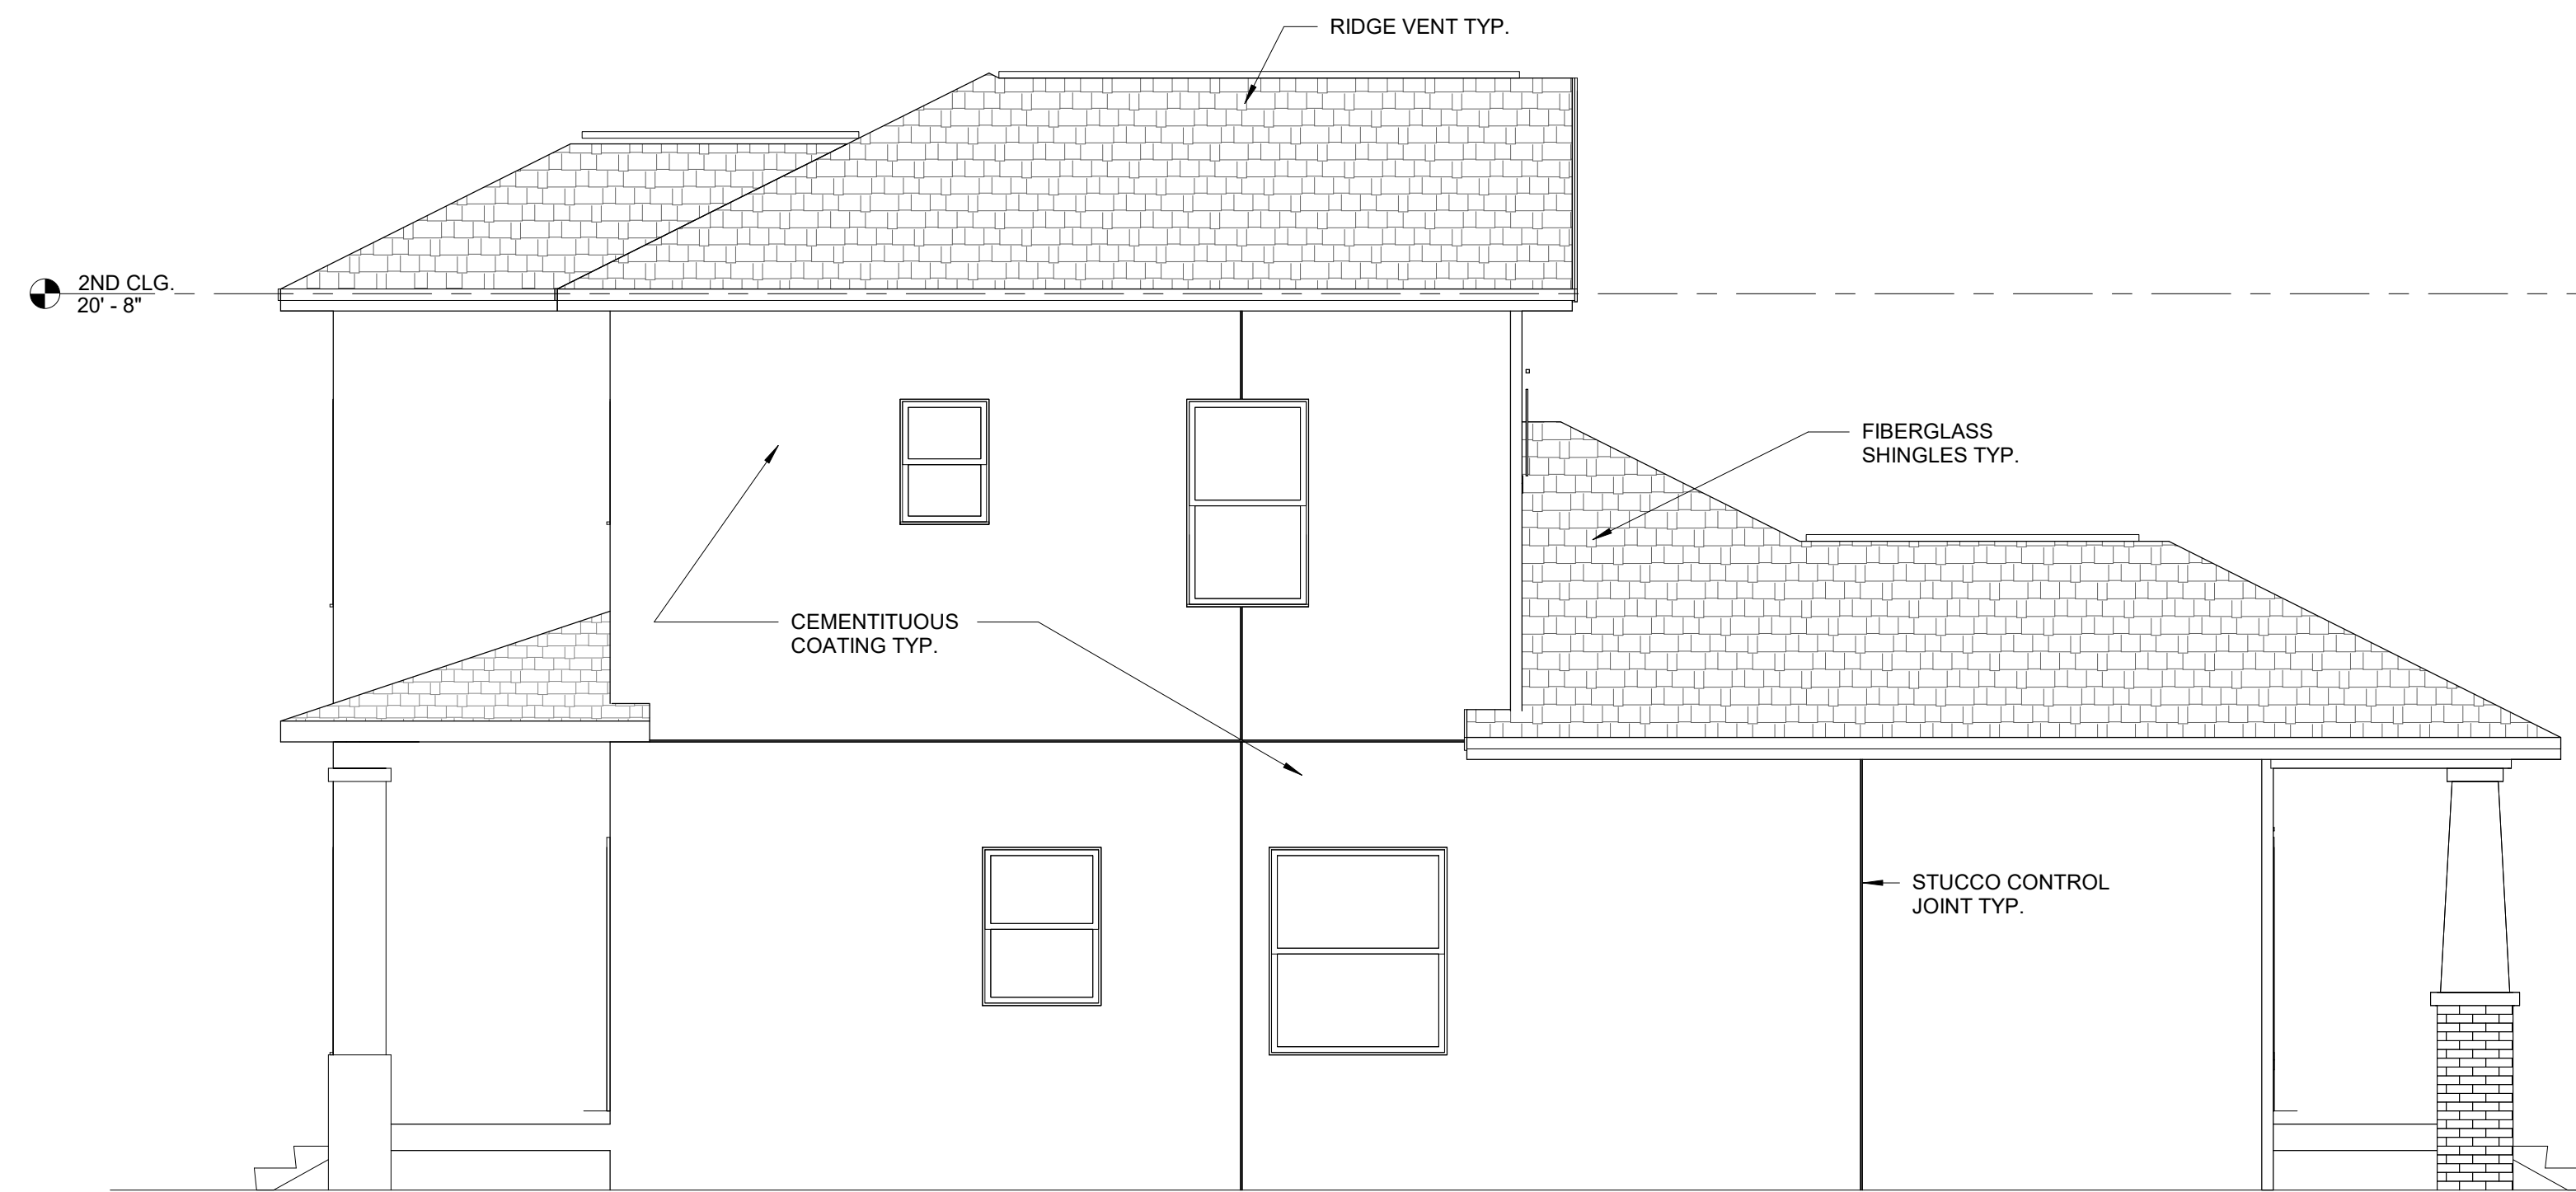 RIDGE VENT TYP.
2ND CLG.
20' - 8"
FIBERGLASS
SHINGLES TYP.
CEMENTITUOUS
COATING TYP.
STUCCO CONTROL
JOINT TYP.